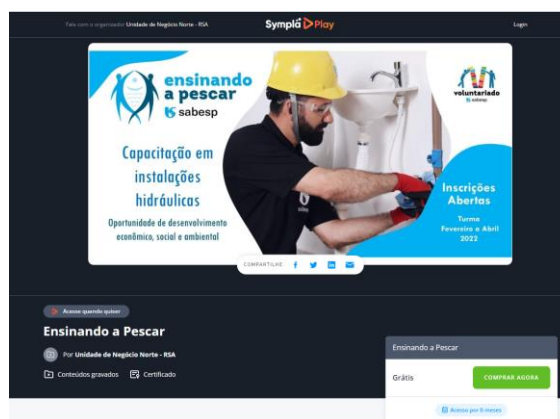 Fale com o organizador Unidade de Negócio Norte - RSA
Sympla Play
Login
ensinando
a pescar
sabesp
voluntariado
sabesp
Capacitação em
instalações
hidráulicas
Oportunidade de desenvolvimento
econômico, social e ambiental
Inscrições
Abertas
Turma
Fevereiro a Abril
2022
COMPARTILHE
Acesse quando quiser
Ensinando a Pescar
Por Unidade de Negócio Norte - RSA
Conteúdos gravados Certificado
Ensinando a Pescar
Grátis COMPRAR AGORA
Acesso por 6 meses